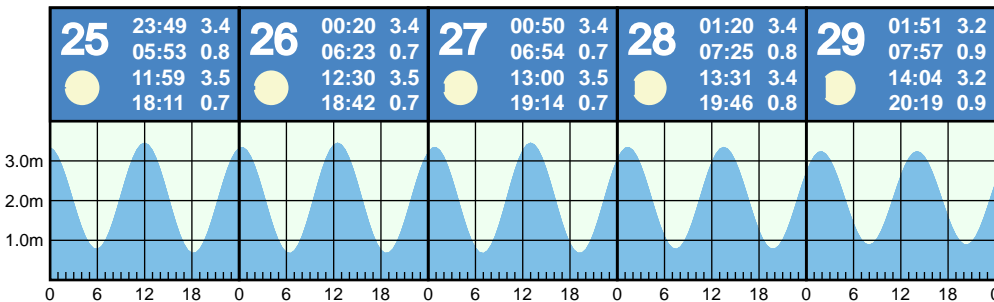 25 23:49 3.4 26 00:20 3.4 27 00:50 3.4 28 01:20 3.4 29 01:51 3.2
05:53 0.8 06:23 0.7 06:54 0.7 07:25 0.8 07:57 0.9
11:59 3.5 12:30 3.5 13:00 3.5 13:31 3.4 14:04 3.2
18:11 0.7 18:42 0.7 19:14 0.7 19:46 0.8 20:19 0.9
3.0m
2.0m
1.0m
0 6 12 18 0 6 12 18 0 6 12 18 0 6 12 18 0 6 12 18 0